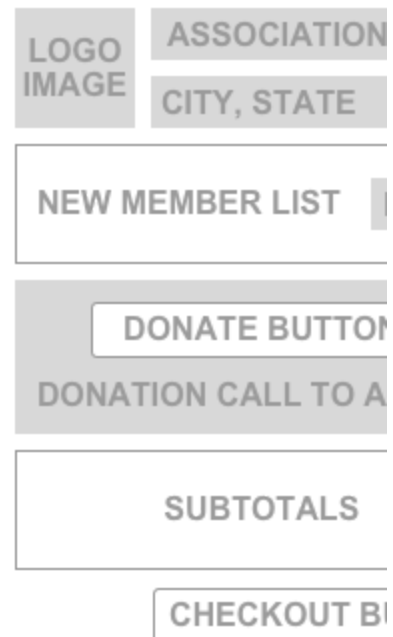 LOGO
IMAGE
ASSOCIATION
CITY, STATE
NEW MEMBER LIST
DONATE BUTTON
DONATION CALL TO A
SUBTOTALS
CHECKOUT BU